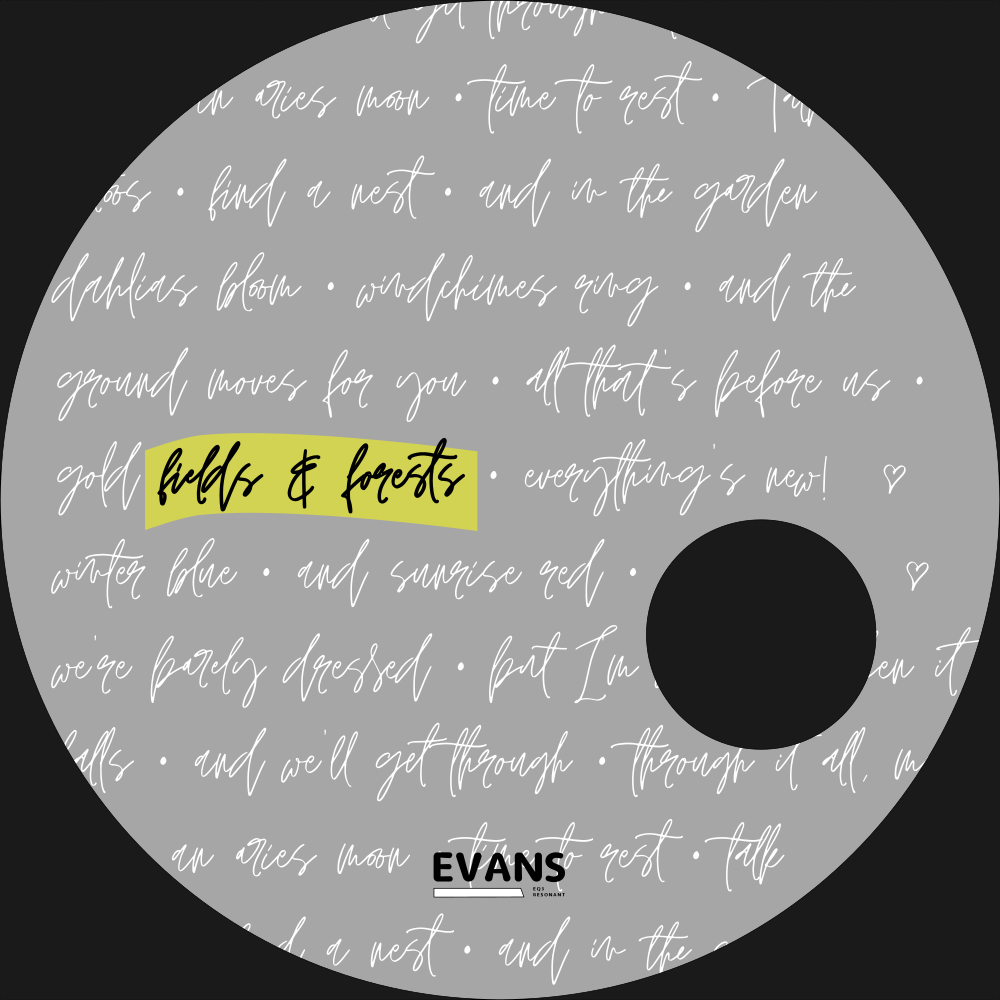 get through
an aries moon • time to rest •
• find a nest • and in the garden
dahlias bloom • windchimes ring • and the
ground moves for you • all that's before us •
gold fields & forests • everything's new! ♡
winter blue • and sunrise red • ♡
we're barely dressed • but I'm it
falls • and we'll get through • through it all,
an aries moon time to rest • talk
EVANS
EQ3
RESONANT
a nest • and in the